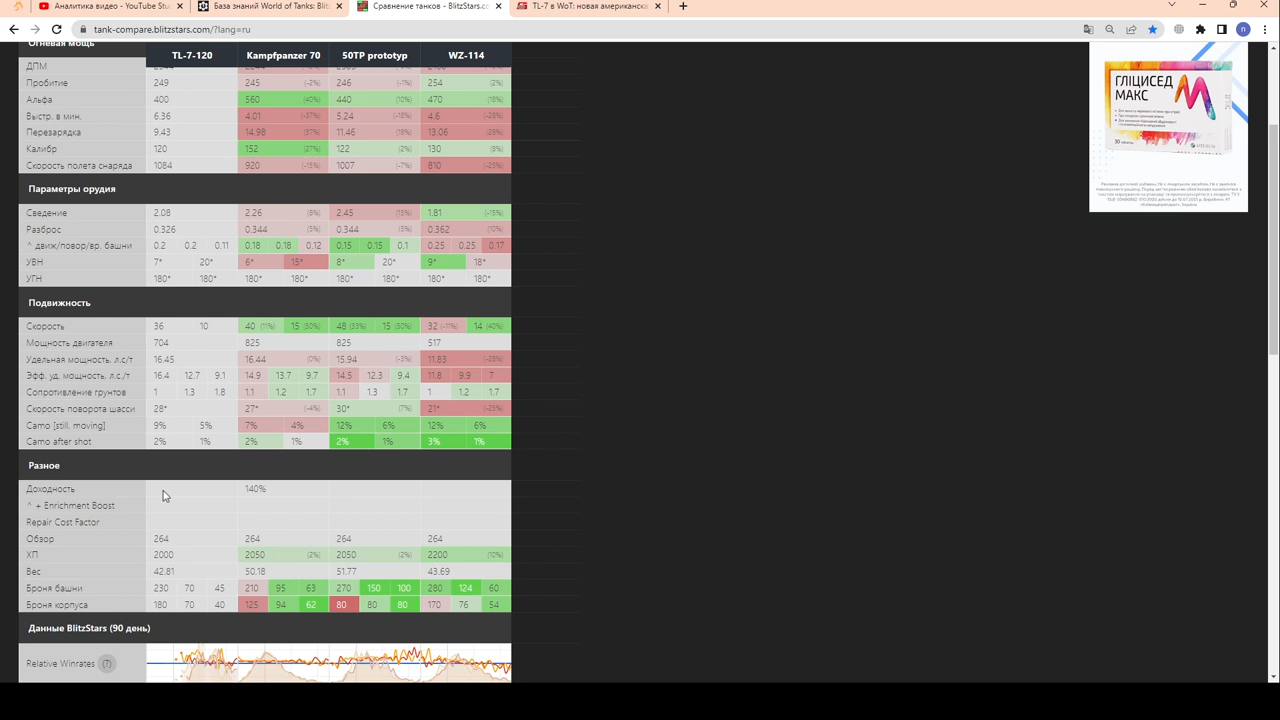 Аналитика видео - YouTube Stu
База знаний World of Tanks: Blit
Сравнение танков - BlitzStars.co
TL-7 в WoT: новая американска
tank-compare.blitzstars.com/?lang=ru
Огневая мощь TL-7-120 Kampfpanzer 70 50TP prototyp WZ-114
ДПМ
Пробитие 249 245 (-2%) 246 (-1%) 254 (2%)
Альфа 400 560 (40%) 440 (10%) 470 (18%)
Выстр. в мин. 6.36 4.01 (-37%) 5.24 (-18%) 4.6 (-28%)
Перезарядка 9.43 14.98 (37%) 11.46 (18%) 13.06 (28%)
Калибр 120 152 (27%) 122 (2%) 130 (8%)
Скорость полета снаряда 1084 920 (-15%) 1007 (-7%) 810 (-25%)
Параметры орудия
Сведение 2.08 2.26 (8%) 2.45 (15%) 1.81 (-15%)
Разброс 0.326 0.344 (5%) 0.344 (5%) 0.362 (10%)
^ движ/повор/вр. башни 0.2 0.2 0.11 0.18 0.18 0.12 0.15 0.15 0.1 0.25 0.25 0.17
УВН 7° 20° 6° 15° 8° 20° 9° 18°
УГН 180° 180° 180° 180° 180° 180° 180° 180°
Подвижность
Скорость 36 10 40 (11%) 15 (50%) 48 (33%) 15 (50%) 32 (-11%) 14 (40%)
Мощность двигателя 704 825 825 517
Удельная мощность. л.с/т 16.45 16.44 (0%) 15.94 (-3%) 11.83 (-28%)
Эфф. уд. мощность, л.с./т 16.4 12.7 9.1 14.9 13.7 9.7 14.5 12.3 9.4 11.8 9.9 7
Сопротивление грунтов 1 1.3 1.8 1.1 1.2 1.7 1.1 1.3 1.7 1 1.2 1.7
Скорость поворота шасси 28° 27° (-4%) 30° (7%) 21° (-25%)
Camo [still, moving] 9% 5% 7% 4% 12% 6% 12% 6%
Camo after shot 2% 1% 2% 1% 2% 1% 3% 1%
Разное
Доходность 140%
^ + Enrichment Boost
Repair Cost Factor
Обзор 264 264 264 264
ХП 2000 2050 (2%) 2050 (2%) 2200 (10%)
Вес 42.81 50.18 51.77 43.69
Броня башни 230 70 45 210 95 63 270 150 100 280 124 60
Броня корпуса 180 70 40 125 94 62 80 80 80 170 76 54
Данные BlitzStars (90 день)
Relative Winrates (?)
ГЛІЦИСЕД
МАКС